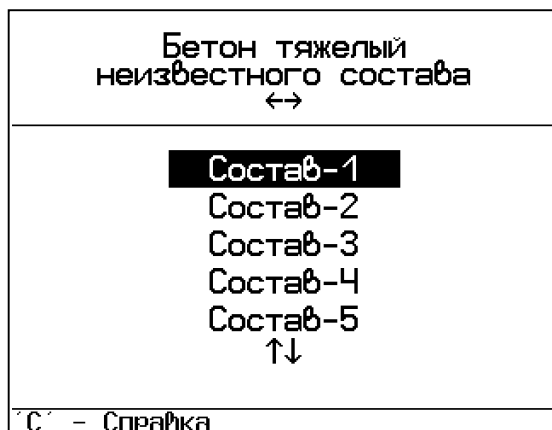 Бетон тяжелый
неизвестного состава
←→
Состав-1
Состав-2
Состав-3
Состав-4
Состав-5
↑↓
´С´ - Справка